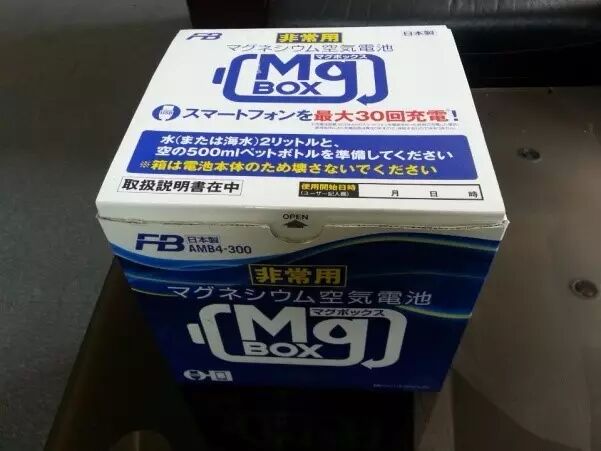 FB 非常用 日本製
マグネシウム空気電池
マグボックス
Mg
BOX
スマートフォンを最大30回充電!
水(または海水)2リットルと、
空の500mlペットボトルを準備してください
※箱は電池本体のため壊さないでください
取扱説明書在中 使用開始日時 月 日 時
(ユーザー記入欄)
OPEN
FB 日本製
AMB4-300
非常用
マグネシウム空気電池
マグボックス
Mg
BOX